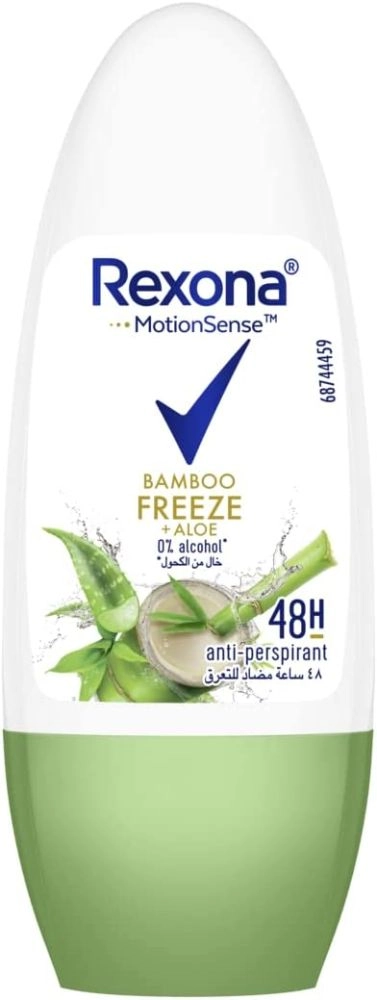 Rexona®
MotionSense™
68744459
BAMBOO
FREEZE
+ ALOE
0% alcohol*
خال من الكحول*
48H
anti-perspirant
٤٨ ساعة مضاد للتعرق